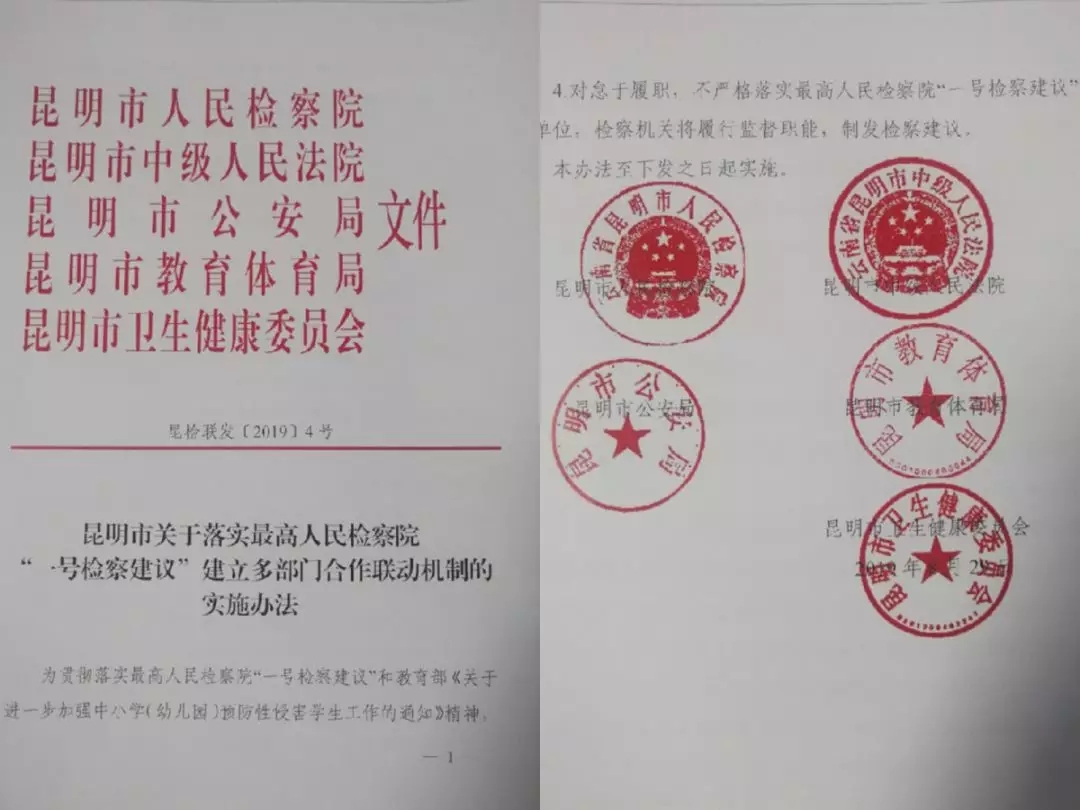 昆明市人民检察院
昆明市中级人民法院
昆明市公安局
文件
昆明市教育体育局
昆明市卫生健康委员会
昆检联发〔2019〕4号
昆明市关于落实最高人民检察院
“一号检察建议”建立多部门合作联动机制的
实施办法
为贯彻落实最高人民检察院“一号检察建议”和教育部《关于
进一步加强中小学(幼儿园)预防性侵害学生工作的通知》精神,
— 1
4.对怠于履职,不严格落实最高人民检察院“一号检察建议”
单位,检察机关将履行监督职能,制发检察建议。
本办法至下发之日起实施。
云南省昆明市人民检察院
昆明市人民检察院
云南省昆明市中级人民法院
昆明市中级人民法院
昆明市公安局
昆明市公安局
昆明市教育体育局
昆明市教育体育局
昆明市卫生健康委员会
昆明市卫生健康委员会
2019年 月2 日